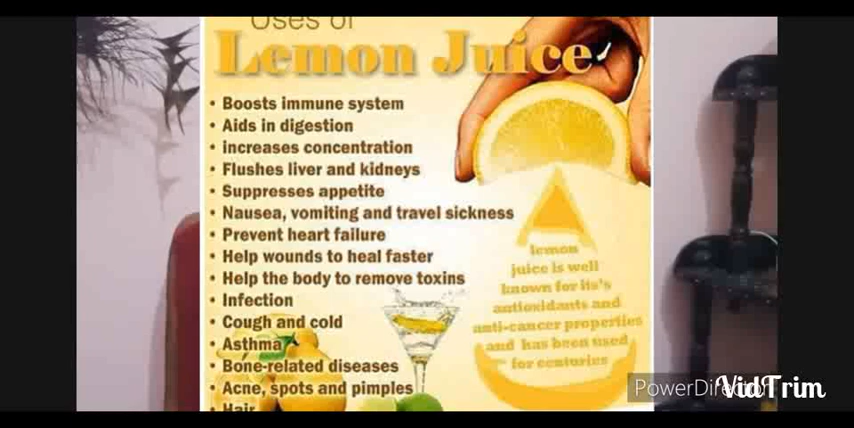 Uses of
Lemon Juice
• Boosts immune system
• Aids in digestion
• increases concentration
• Flushes liver and kidneys
• Suppresses appetite
• Nausea, vomiting and travel sickness
• Prevent heart failure
• Help wounds to heal faster
• Help the body to remove toxins
• Infection
• Cough and cold
• Asthma
• Bone-related diseases
• Acne, spots and pimples
• Hair
lemon
juice is well
known for its's
antioxidants and
anti-cancer properties
and has been used
for centuries
PowerDirector
VidTrim